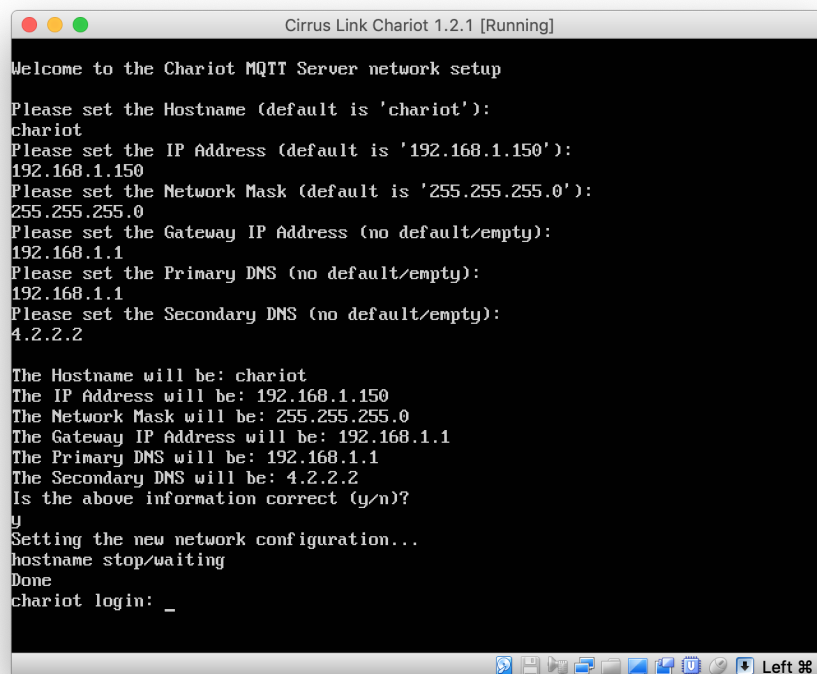 Cirrus Link Chariot 1.2.1 [Running]
Welcome to the Chariot MQTT Server network setup
Please set the Hostname (default is 'chariot'):
chariot
Please set the IP Address (default is '192.168.1.150'):
192.168.1.150
Please set the Network Mask (default is '255.255.255.0'):
255.255.255.0
Please set the Gateway IP Address (no default/empty):
192.168.1.1
Please set the Primary DNS (no default/empty):
192.168.1.1
Please set the Secondary DNS (no default/empty):
4.2.2.2
The Hostname will be: chariot
The IP Address will be: 192.168.1.150
The Network Mask will be: 255.255.255.0
The Gateway IP Address will be: 192.168.1.1
The Primary DNS will be: 192.168.1.1
The Secondary DNS will be: 4.2.2.2
Is the above information correct (y/n)?
y
Setting the new network configuration...
hostname stop/waiting
Done
chariot login: _
Left ⌘